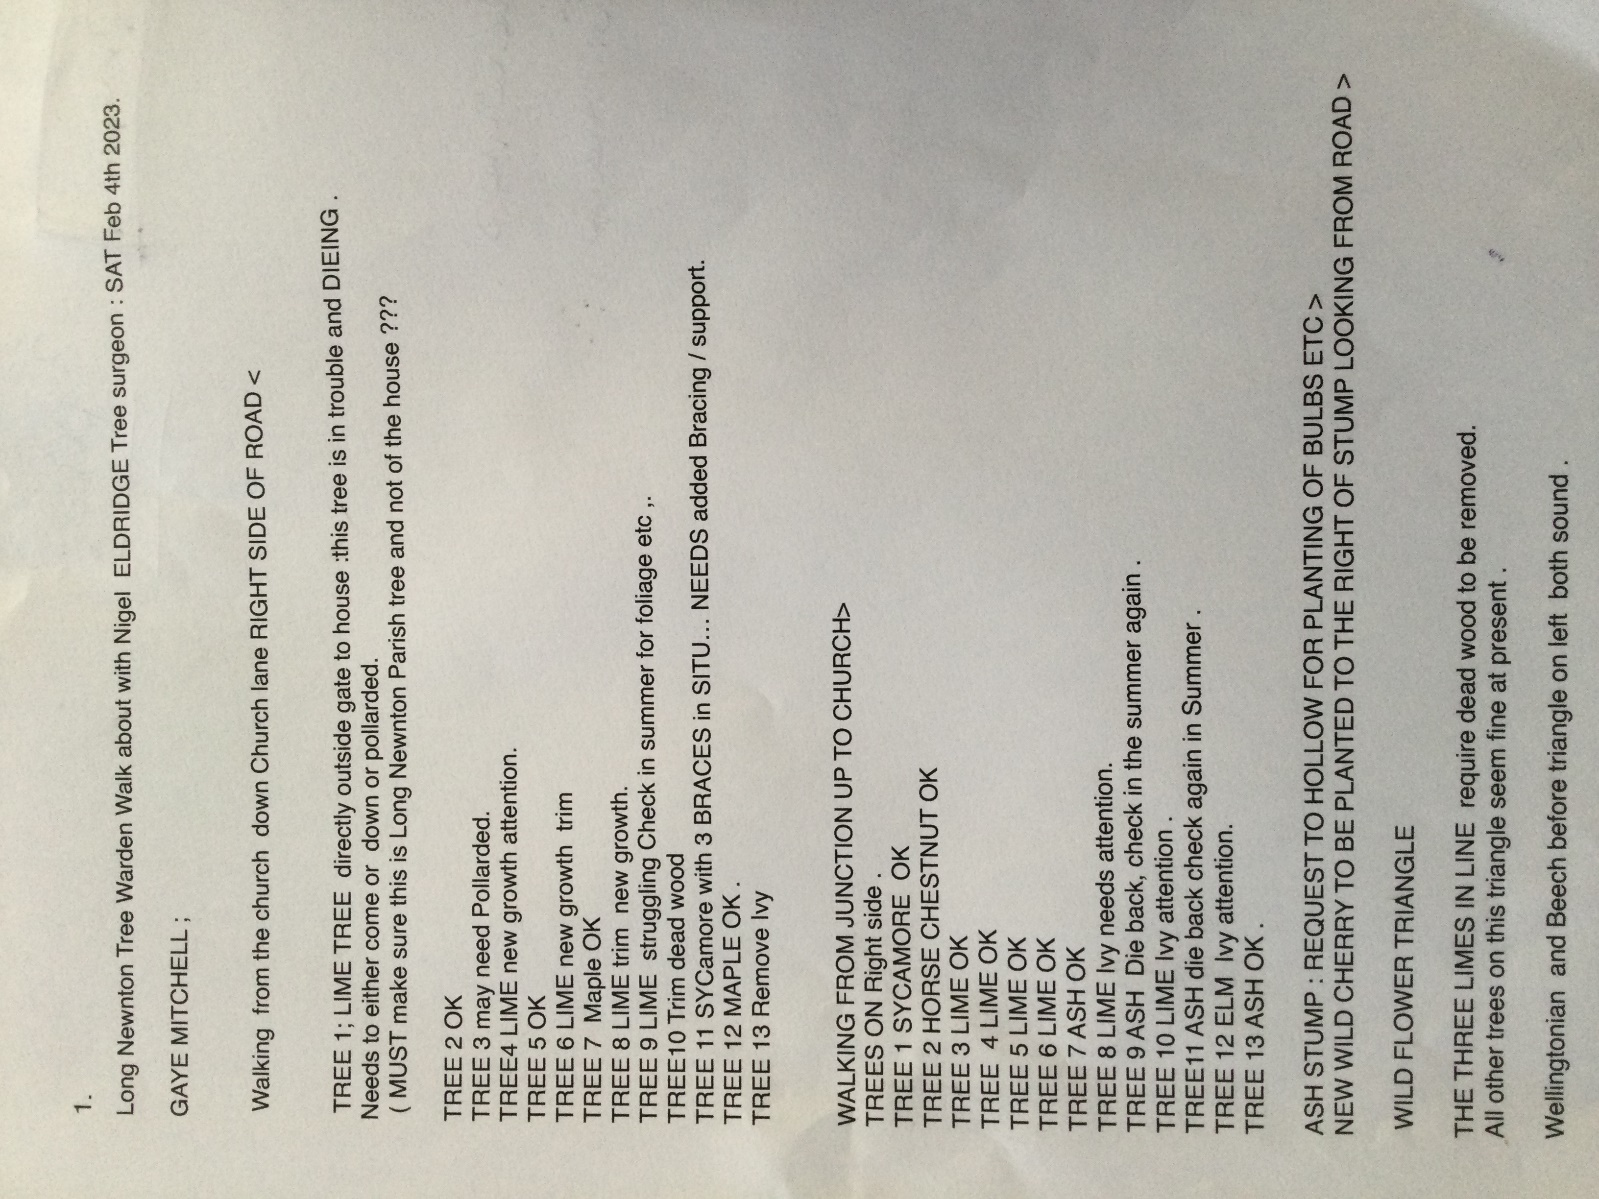 1.
Long Newnton Tree Warden Walk about with Nigel ELDRIDGE Tree surgeon : SAT Feb 4th 2023.
GAYE MITCHELL ;
Walking from the church down Church lane RIGHT SIDE OF ROAD <
TREE 1; LIME TREE directly outside gate to house :this tree is in trouble and DIEING .
Needs to either come or down or pollarded.
( MUST make sure this is Long Newnton Parish tree and not of the house ???
TREE 2 OK
TREE 3 may need Pollarded.
TREE4 LIME new growth attention.
TREE 5 OK
TREE 6 LIME new growth trim
TREE 7 Maple OK
TREE 8 LIME trim new growth.
TREE 9 LIME struggling Check in summer for foliage etc ,.
TREE10 Trim dead wood
TREE 11 SYCamore with 3 BRACES in SITU... NEEDS added Bracing / support.
TREE 12 MAPLE OK .
TREE 13 Remove Ivy
WALKING FROM JUNCTION UP TO CHURCH>
TREES ON Right side .
TREE 1 SYCAMORE OK
TREE 2 HORSE CHESTNUT OK
TREE 3 LIME OK
TREE 4 LIME OK
TREE 5 LIME OK
TREE 6 LIME OK
TREE 7 ASH OK
TREE 8 LIME Ivy needs attention.
TREE 9 ASH Die back, check in the summer again .
TREE 10 LIME Ivy attention .
TREE11 ASH die back check again in Summer .
TREE 12 ELM Ivy attention.
TREE 13 ASH OK .
ASH STUMP : REQUEST TO HOLLOW FOR PLANTING OF BULBS ETC >
NEW WILD CHERRY TO BE PLANTED TO THE RIGHT OF STUMP LOOKING FROM ROAD >
WILD FLOWER TRIANGLE
THE THREE LIMES IN LINE require dead wood to be removed.
All other trees on this triangle seem fine at present .
Wellingtonian and Beech before triangle on left both sound .